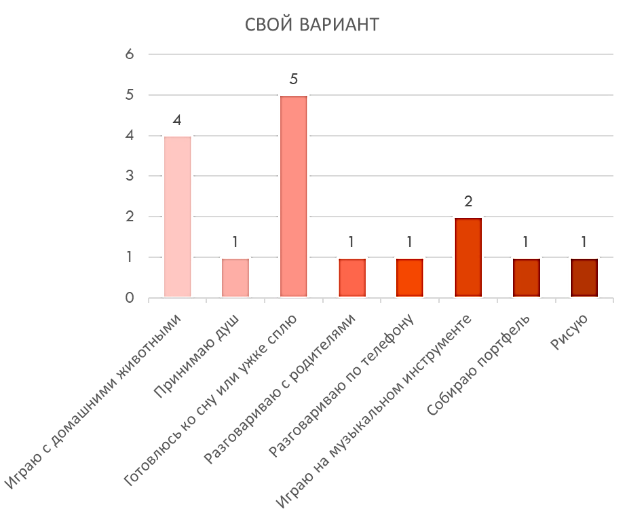 СВОЙ ВАРИАНТ
6
5
4
3
2
1
0
4
1
5
1
1
2
1
1
Играю с домашними животными
Принимаю душ
Готовлюсь ко сну или ужке сплю
Разговариваю с родителями
Разговариваю по телефону
Играю на музыкальном инструменте
Собираю портфель
Рисую